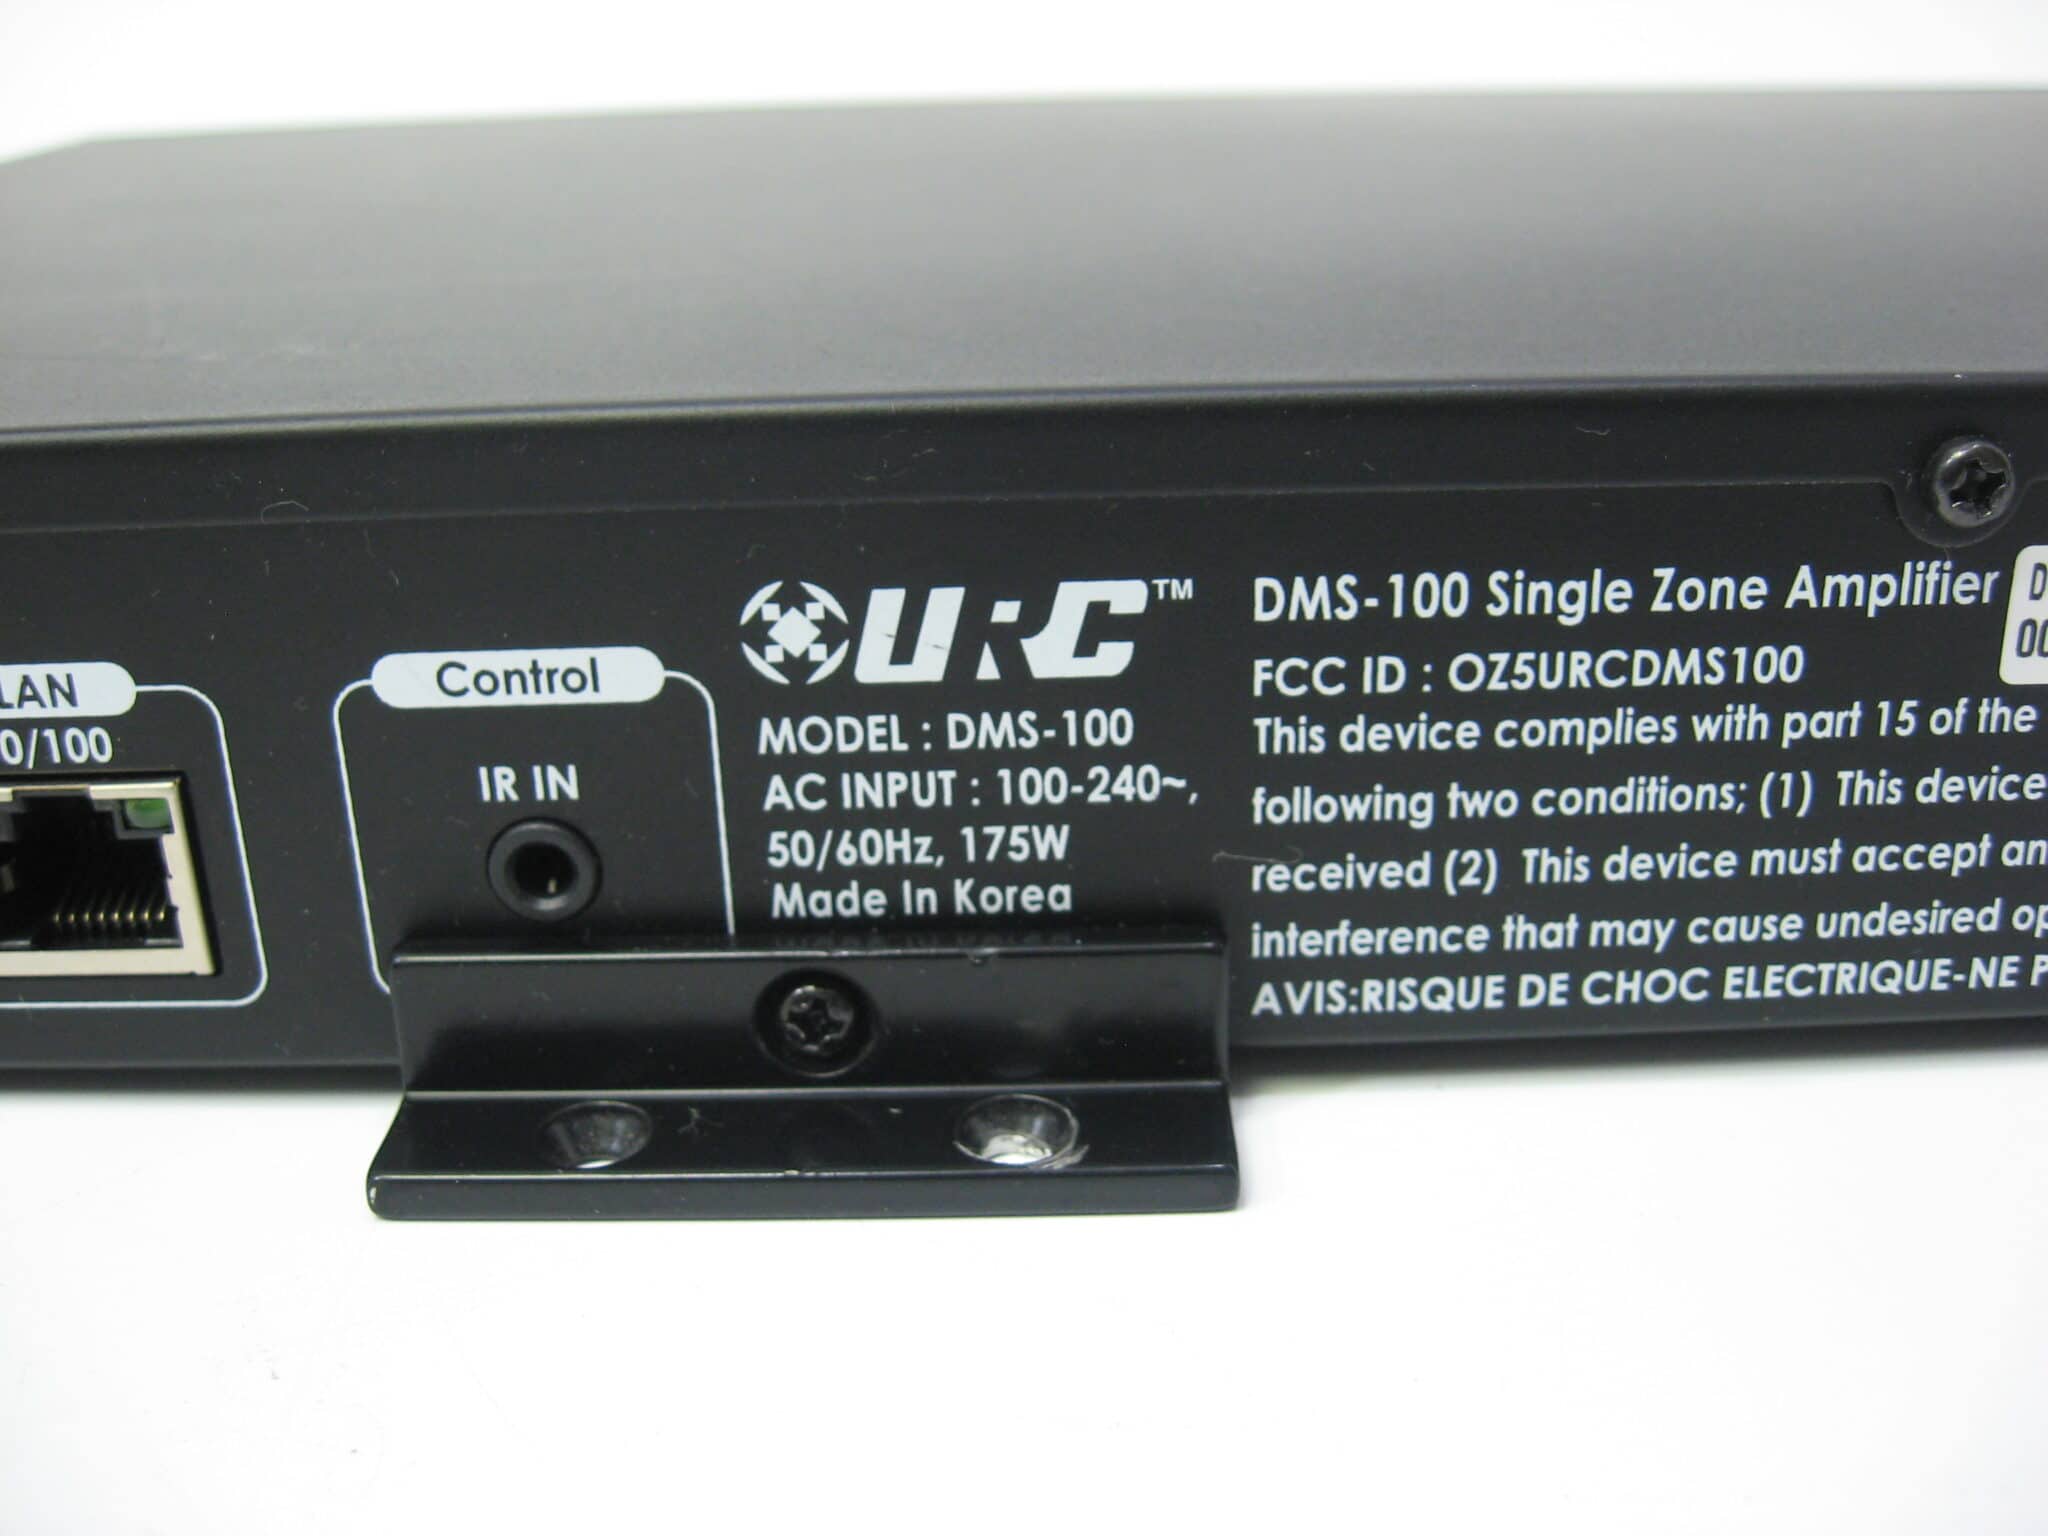 LAN
0/100
Control
IR IN
URC™
MODEL : DMS-100
AC INPUT : 100-240~,
50/60Hz, 175W
Made In Korea
DMS-100 Single Zone Amplifier
FCC ID : OZ5URCDMS100
This device complies with part 15 of the
following two conditions; (1) This device
received (2) This device must accept an
interference that may cause undesired op
AVIS:RISQUE DE CHOC ELECTRIQUE-NE P
D
00